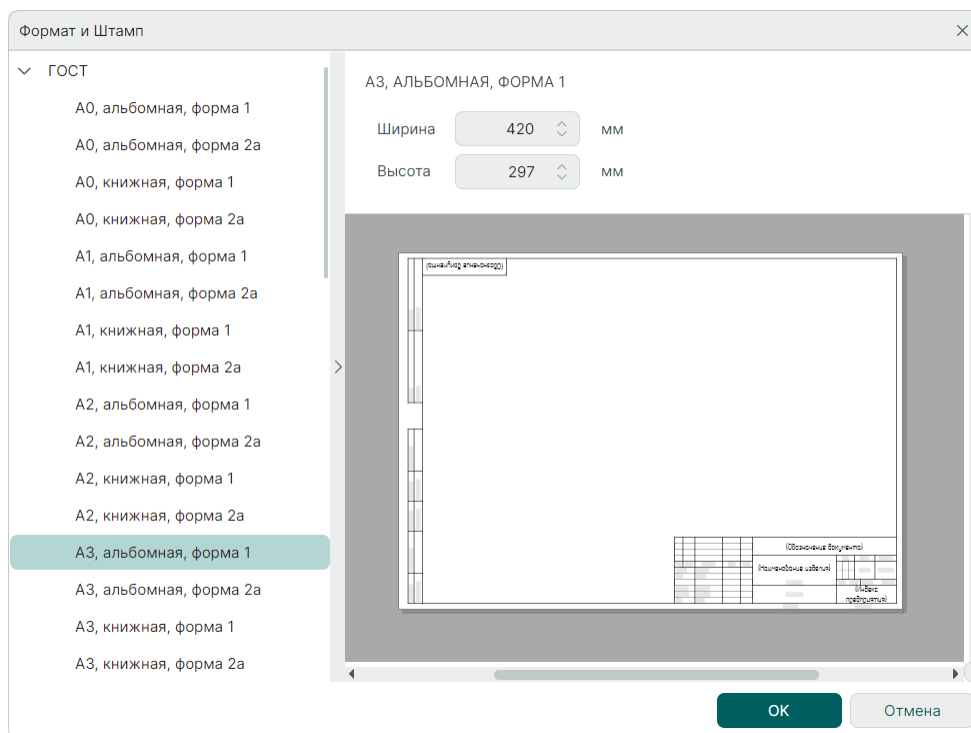 Формат и Штамп
ГОСТ
А0, альбомная, форма 1
А0, альбомная, форма 2а
А0, книжная, форма 1
А0, книжная, форма 2а
А1, альбомная, форма 1
А1, альбомная, форма 2а
А1, книжная, форма 1
А1, книжная, форма 2а
А2, альбомная, форма 1
А2, альбомная, форма 2а
А2, книжная, форма 1
А2, книжная, форма 2а
А3, альбомная, форма 1
А3, альбомная, форма 2а
А3, книжная, форма 1
А3, книжная, форма 2а
А3, АЛЬБОМНАЯ, ФОРМА 1
Ширина 420 мм
Высота 297 мм
(Обозначение документа)
(Обозначение документа)
(Наименование изделия)
(Индекс
предприятия)
ОК
Отмена